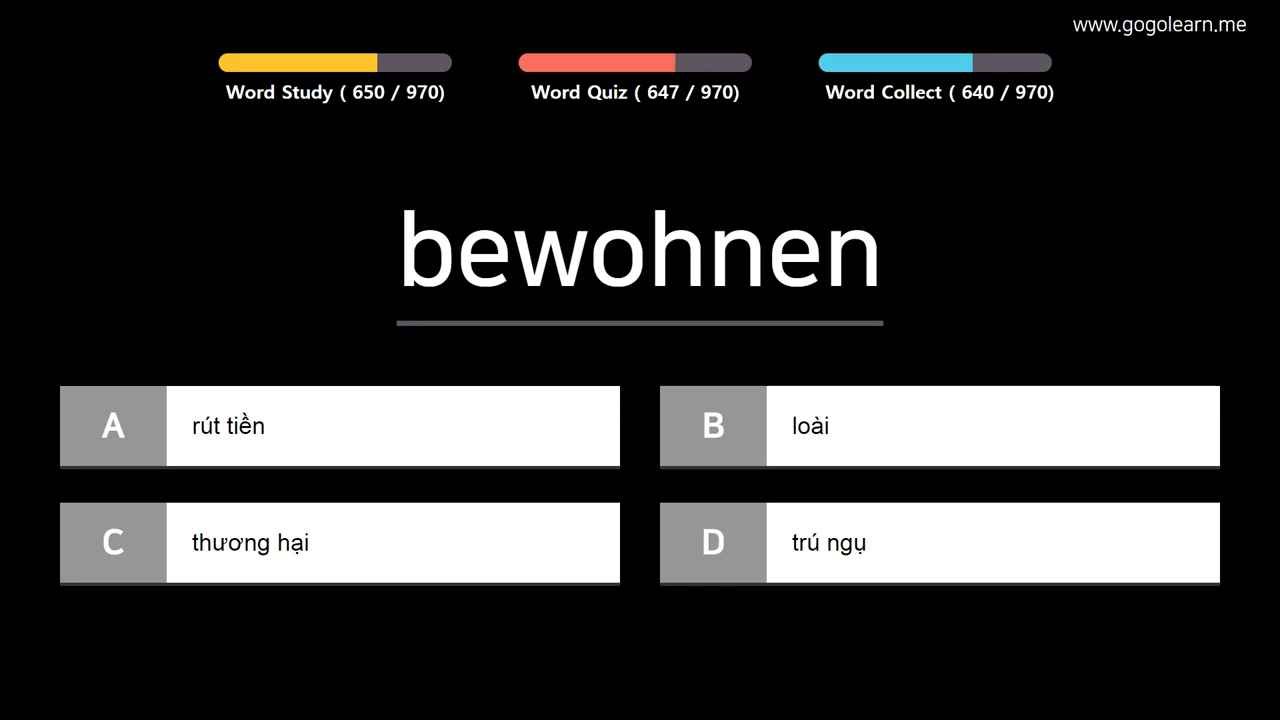 www.gogolearn.me
Word Study ( 650 / 970)
Word Quiz ( 647 / 970)
Word Collect ( 640 / 970)
bewohnen
A rút tiền
B loài
C thương hại
D trú ngụ